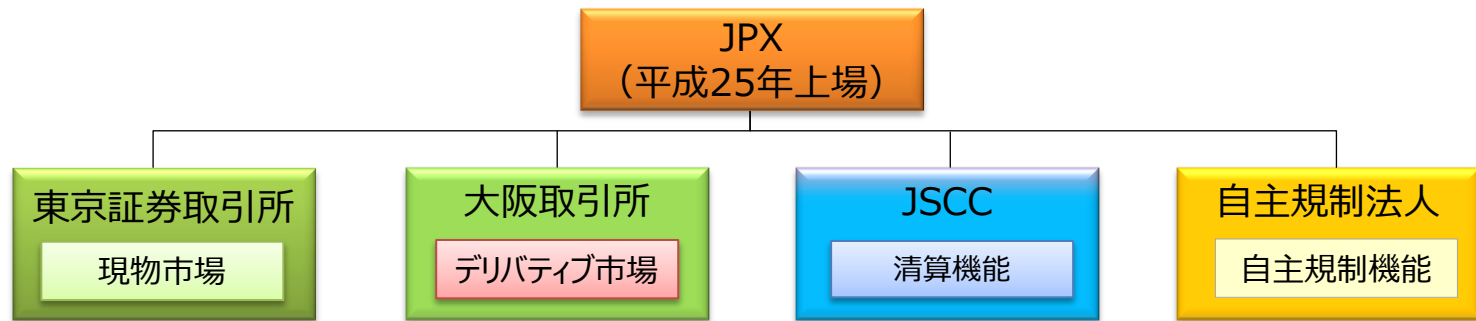 JPX
（平成25年上場）
東京証券取引所
現物市場
大阪取引所
デリバティブ市場
JSCC
清算機能
自主規制法人
自主規制機能